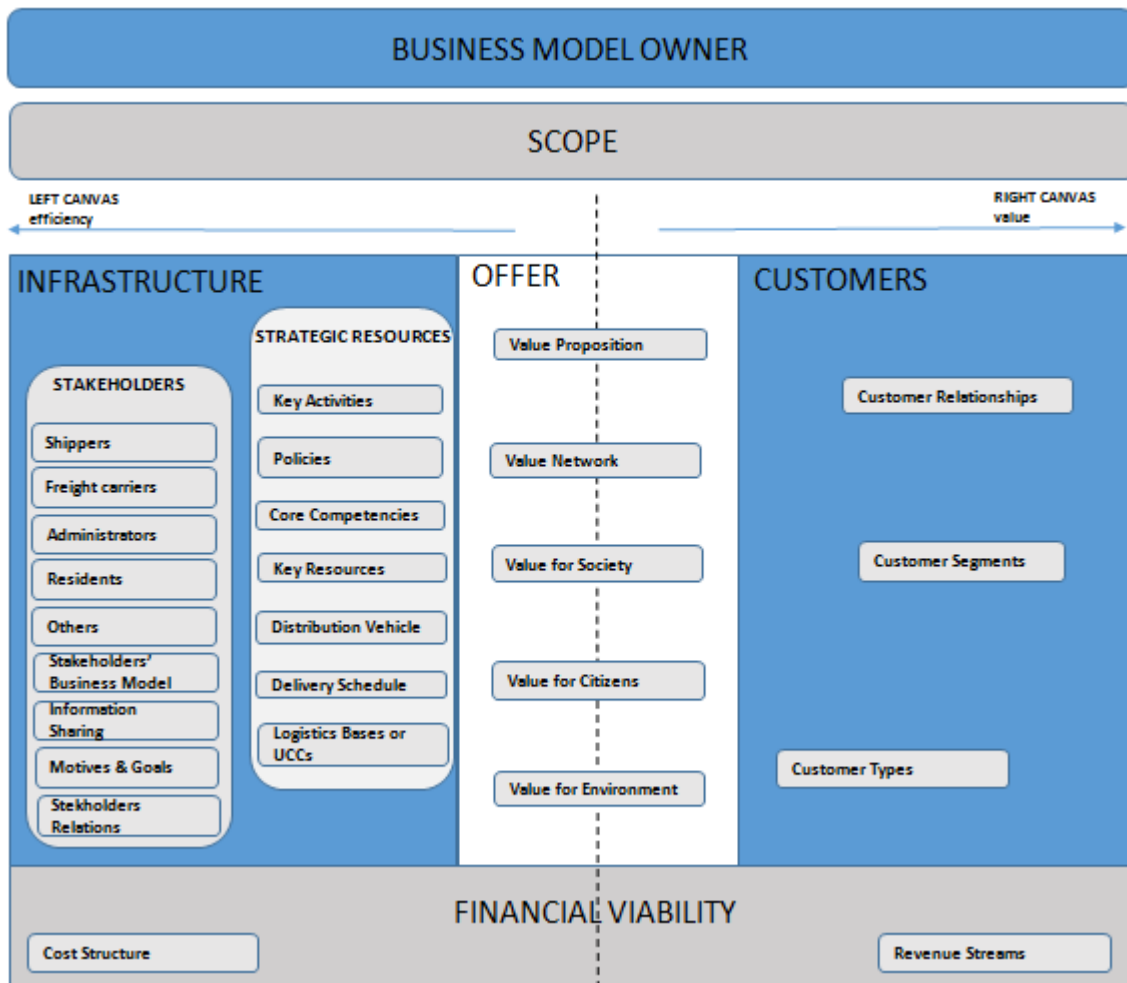 BUSINESS MODEL OWNER
SCOPE
LEFT CANVAS
efficiency
RIGHT CANVAS
value
INFRASTRUCTURE
STAKEHOLDERS
Shippers
Freight carriers
Administrators
Residents
Others
Stakeholders'
Business Model
Information
Sharing
Motives & Goals
Stekholders
Relations
STRATEGIC RESOURCES
Key Activities
Policies
Core Competencies
Key Resources
Distribution Vehicle
Delivery Schedule
Logistics Bases or
UCCs
OFFER
Value Proposition
Value Network
Value for Society
Value for Citizens
Value for Environment
CUSTOMERS
Customer Relationships
Customer Segments
Customer Types
FINANCIAL VIABILITY
Cost Structure
Revenue Streams